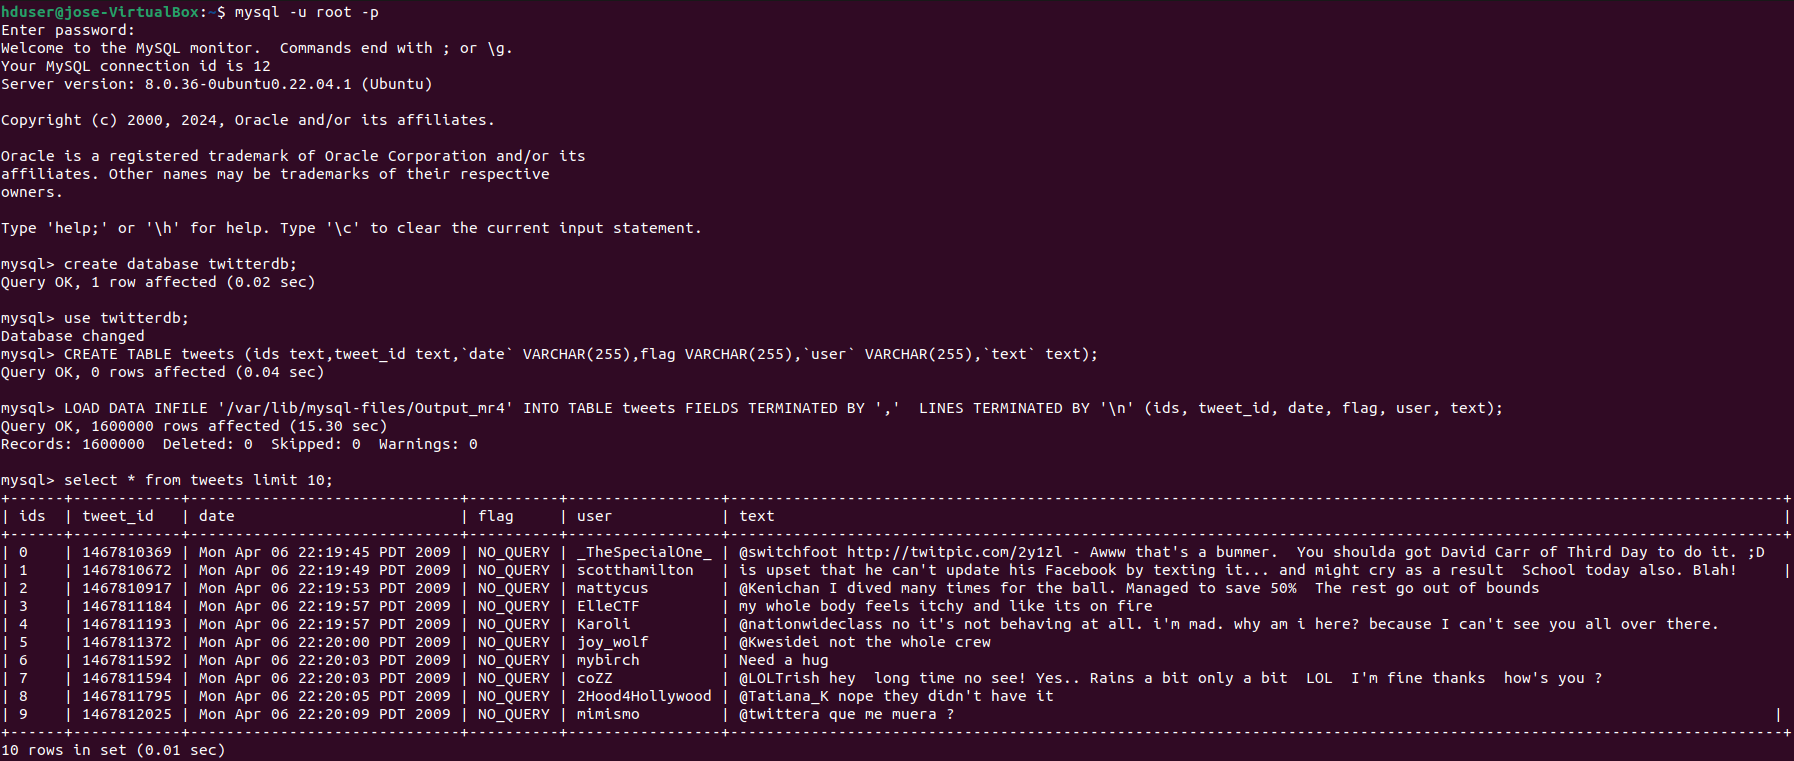 hduser@jose-VirtualBox:~$ mysql -u root -p
Enter password:
Welcome to the MySQL monitor.  Commands end with ; or \g.
Your MySQL connection id is 12
Server version: 8.0.36-0ubuntu0.22.04.1 (Ubuntu)

Copyright (c) 2000, 2024, Oracle and/or its affiliates.

Oracle is a registered trademark of Oracle Corporation and/or its
affiliates. Other names may be trademarks of their respective
owners.

Type 'help;' or '\h' for help. Type '\c' to clear the current input statement.

mysql> create database twitterdb;
Query OK, 1 row affected (0.02 sec)

mysql> use twitterdb;
Database changed
mysql> CREATE TABLE tweets (ids text,tweet_id text,`date` VARCHAR(255),flag VARCHAR(255),`user` VARCHAR(255),`text` text);
Query OK, 0 rows affected (0.04 sec)

mysql> LOAD DATA INFILE '/var/lib/mysql-files/Output_mr4' INTO TABLE tweets FIELDS TERMINATED BY ','  LINES TERMINATED BY '\n' (ids, tweet_id, date, flag, user, text);
Query OK, 1600000 rows affected (15.30 sec)
Records: 1600000  Deleted: 0  Skipped: 0  Warnings: 0

mysql> select * from tweets limit 10;
| ids  | tweet_id   | date                         | flag     | user            | text |
| 0    | 1467810369 | Mon Apr 06 22:19:45 PDT 2009 | NO_QUERY | _TheSpecialOne_ | @switchfoot http://twitpic.com/2y1zl - Awww that's a bummer.  You shoulda got David Carr of Third Day to do it. ;D
| 1    | 1467810672 | Mon Apr 06 22:19:49 PDT 2009 | NO_QUERY | scotthamilton   | is upset that he can't update his Facebook by texting it... and might cry as a result  School today also. Blah!     |
| 2    | 1467810917 | Mon Apr 06 22:19:53 PDT 2009 | NO_QUERY | mattycus        | @Kenichan I dived many times for the ball. Managed to save 50%  The rest go out of bounds
| 3    | 1467811184 | Mon Apr 06 22:19:57 PDT 2009 | NO_QUERY | ElleCTF         | my whole body feels itchy and like its on fire
| 4    | 1467811193 | Mon Apr 06 22:19:57 PDT 2009 | NO_QUERY | Karoli          | @nationwideclass no it's not behaving at all. i'm mad. why am i here? because I can't see you all over there.
| 5    | 1467811372 | Mon Apr 06 22:20:00 PDT 2009 | NO_QUERY | joy_wolf        | @Kwesidei not the whole crew
| 6    | 1467811592 | Mon Apr 06 22:20:03 PDT 2009 | NO_QUERY | mybirch         | Need a hug
| 7    | 1467811594 | Mon Apr 06 22:20:03 PDT 2009 | NO_QUERY | coZZ            | @LOLTrish hey  long time no see! Yes.. Rains a bit only a bit  LOL  I'm fine thanks  how's you ?
| 8    | 1467811795 | Mon Apr 06 22:20:05 PDT 2009 | NO_QUERY | 2Hood4Hollywood | @Tatiana_K nope they didn't have it
| 9    | 1467812025 | Mon Apr 06 22:20:09 PDT 2009 | NO_QUERY | mimismo         | @twittera que me muera ?  |
10 rows in set (0.01 sec)